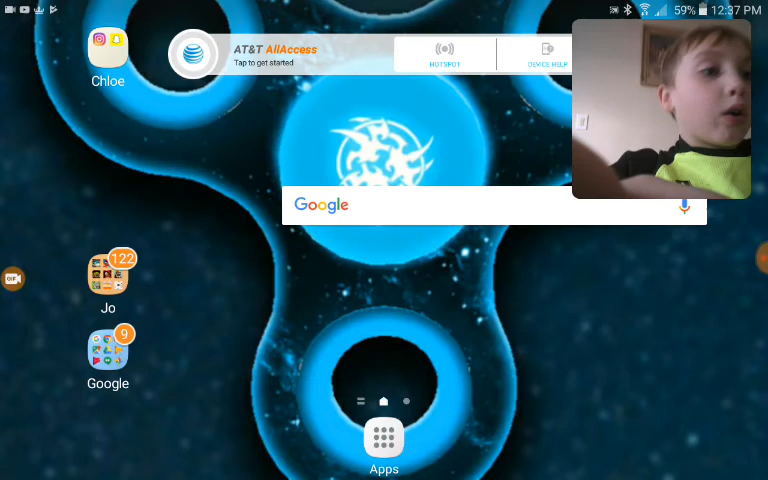 59% 12:37 PM
AT&T AllAccess
Tap to get started
HOTSPOT
DEVICE HELP
Chloe
Google
122
Jo
9
Google
GIF
Apps